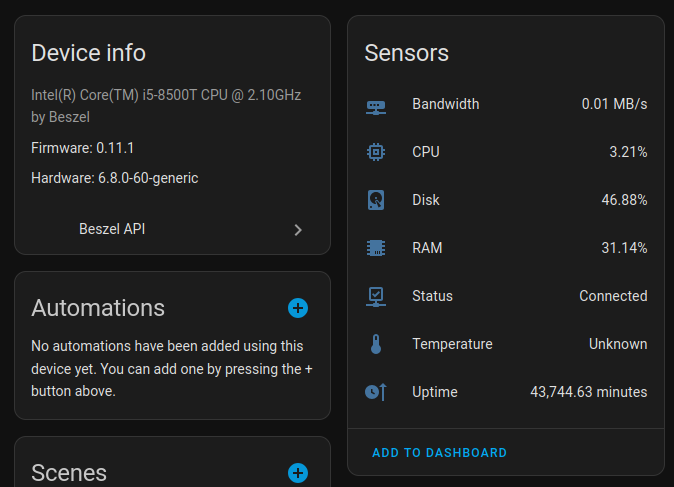 Device info
Intel(R) Core(TM) i5-8500T CPU @ 2.10GHz
by Beszel
Firmware: 0.11.1
Hardware: 6.8.0-60-generic
Beszel API
Automations
No automations have been added using this
device yet. You can add one by pressing the +
button above.
Scenes
Sensors
Bandwidth 0.01 MB/s
CPU 3.21%
Disk 46.88%
RAM 31.14%
Status Connected
Temperature Unknown
Uptime 43,744.63 minutes
ADD TO DASHBOARD